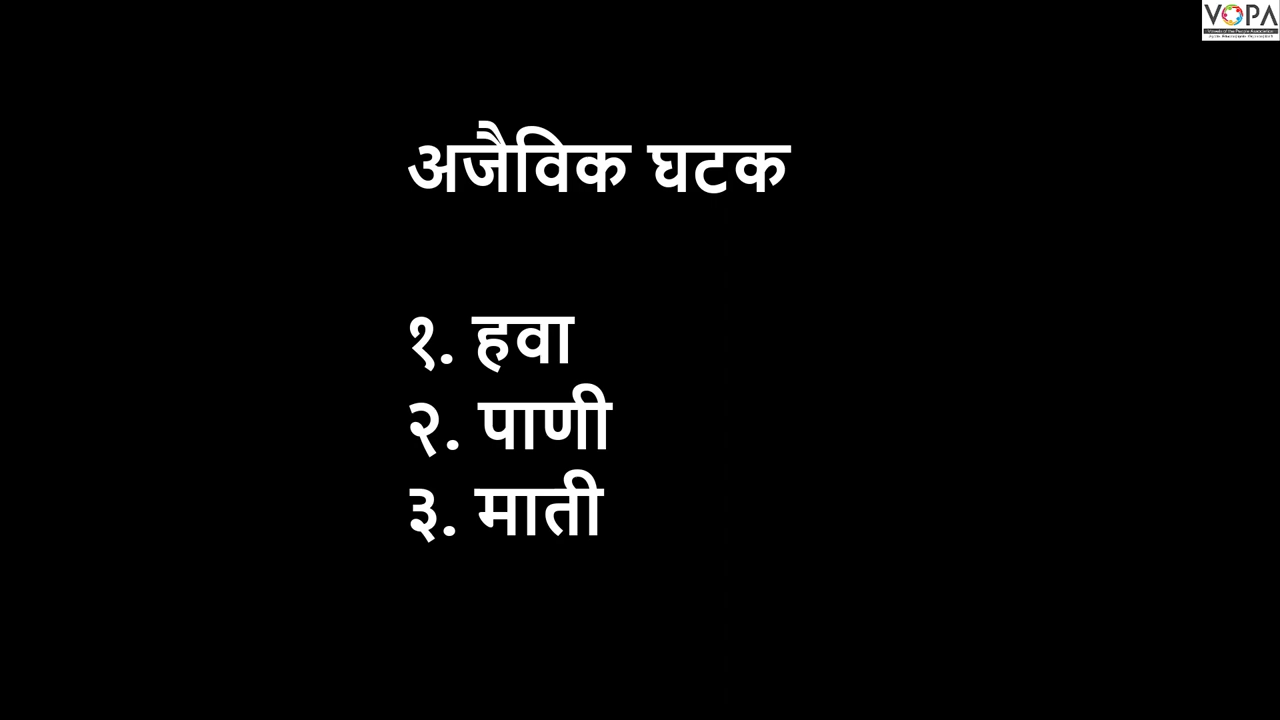 VOPA
अजैविक घटक
१. हवा
२. पाणी
३. माती